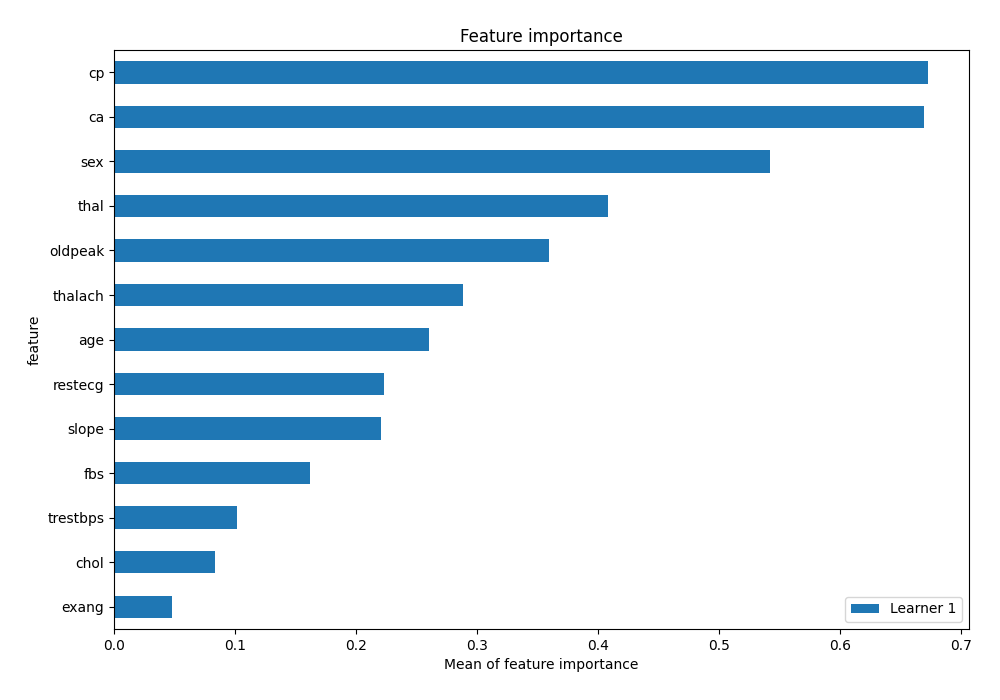 Feature importance
cp
ca
sex
thal
oldpeak
thalach
age
restecg
slope
fbs
trestbps
chol
exang
feature
Learner 1
0.0 0.1 0.2 0.3 0.4 0.5 0.6 0.7
Mean of feature importance